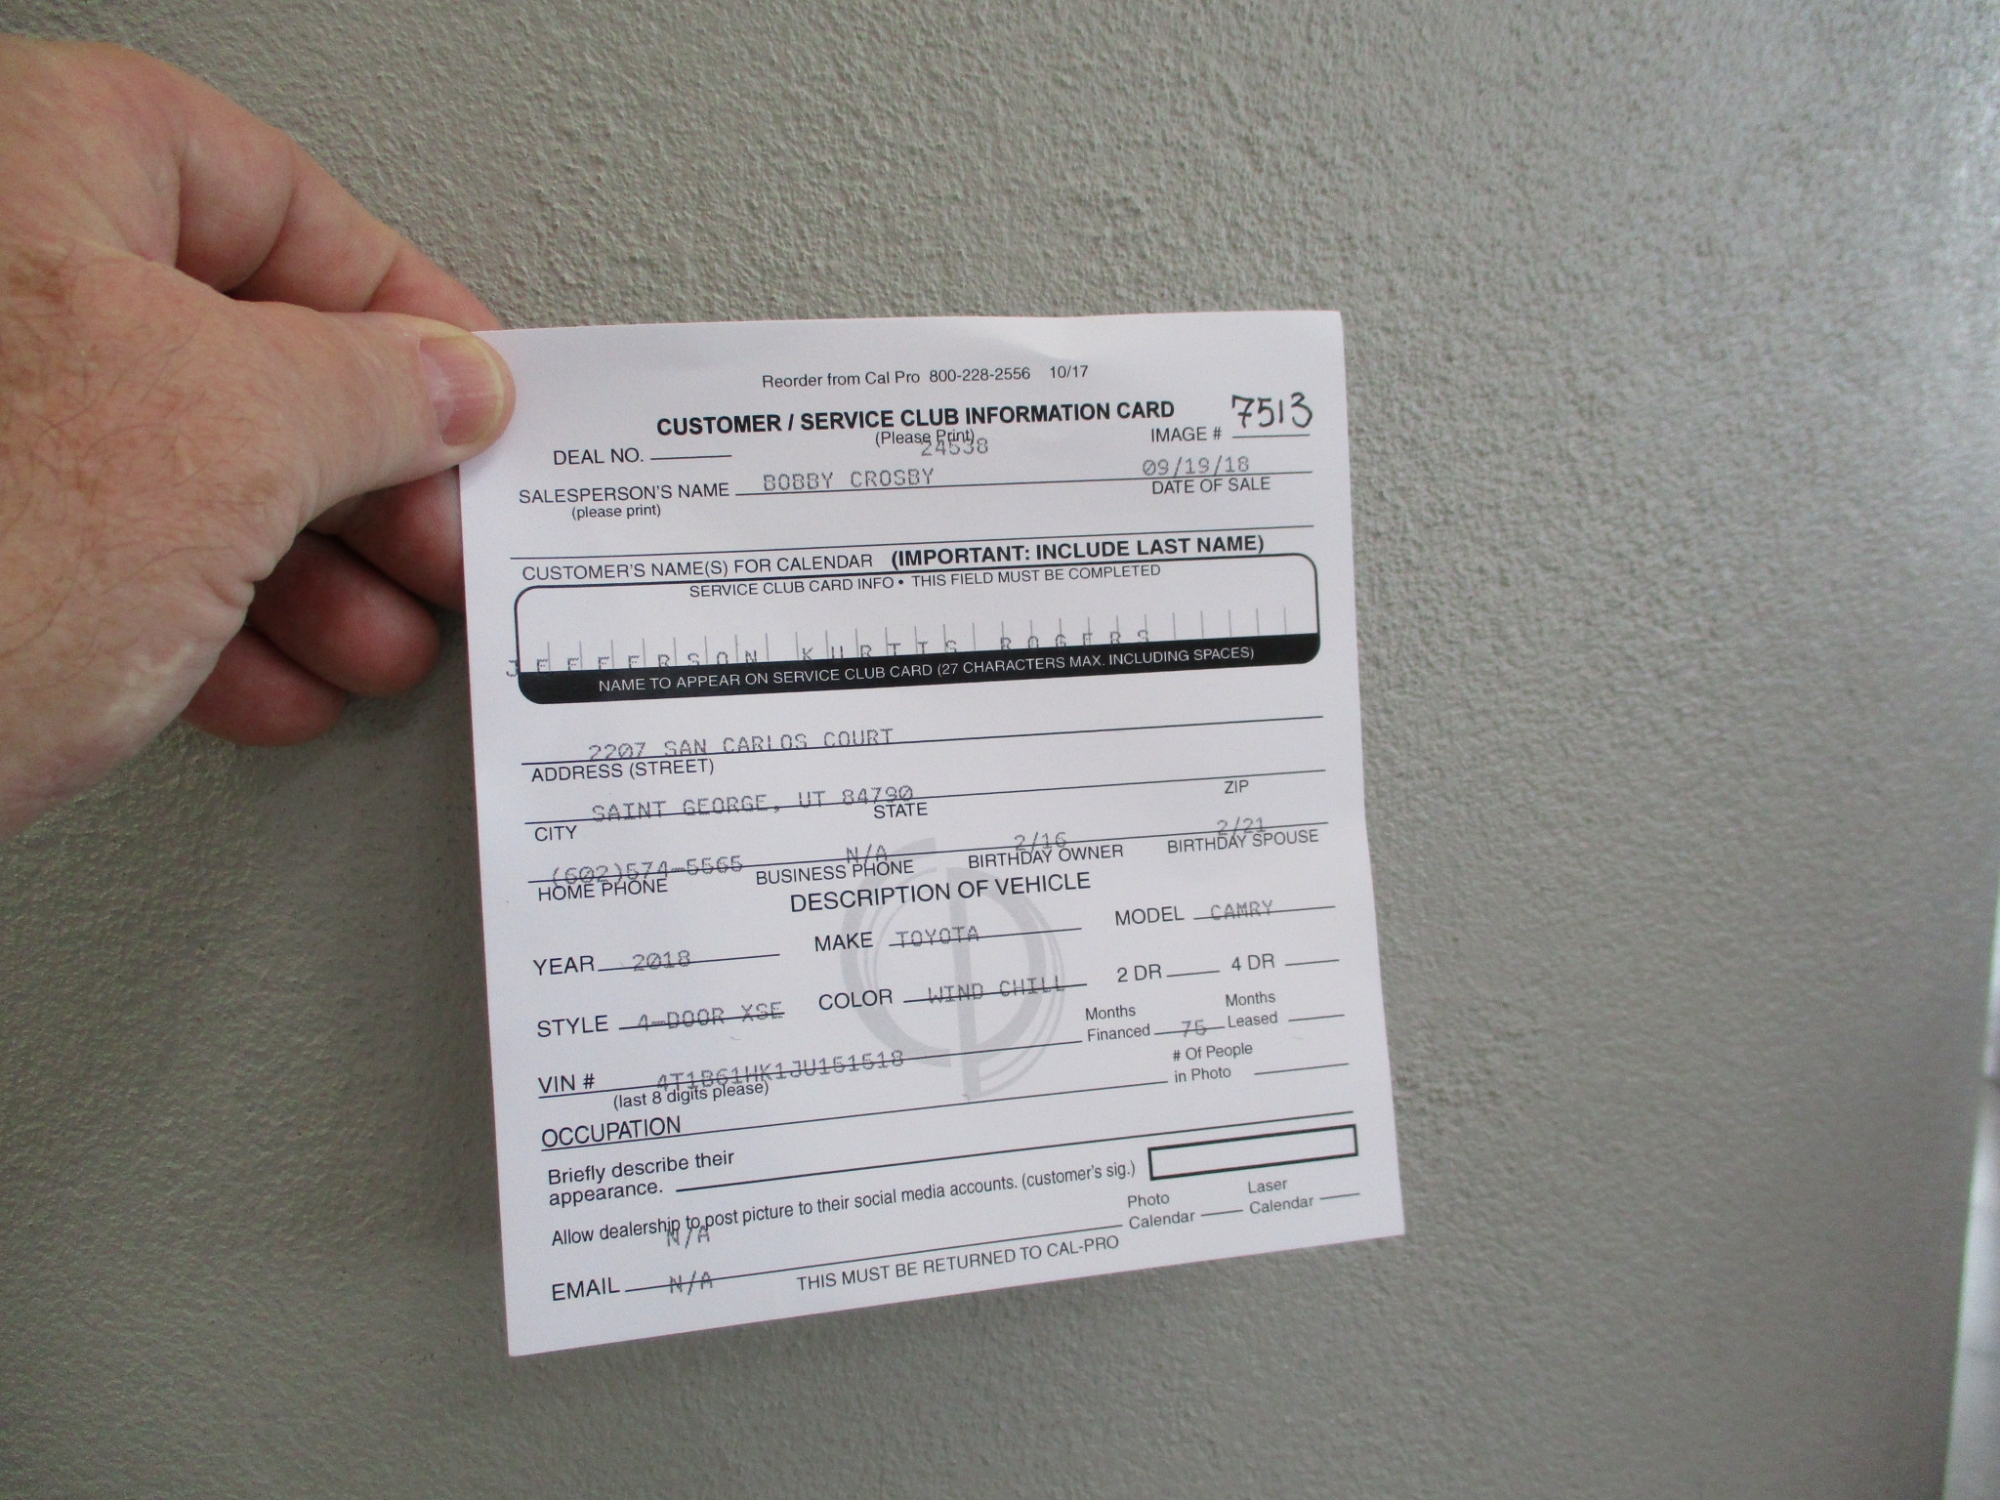 Reorder from Cal Pro 800-228-2556 10/17
CUSTOMER / SERVICE CLUB INFORMATION CARD
(Please Print)
7513
IMAGE #
DEAL NO.
24538
SALESPERSON'S NAME BOBBY CROSBY 09/19/18
(please print) DATE OF SALE
CUSTOMER'S NAME(S) FOR CALENDAR (IMPORTANT: INCLUDE LAST NAME)
SERVICE CLUB CARD INFO • THIS FIELD MUST BE COMPLETED
JEFFERSON KURTIS ROGERS
NAME TO APPEAR ON SERVICE CLUB CARD (27 CHARACTERS MAX. INCLUDING SPACES)
2207 SAN CARLOS COURT
ADDRESS (STREET)
SAINT GEORGE, UT 84790
CITY STATE ZIP
(602)574-5565 N/A 2/16 2/21
HOME PHONE BUSINESS PHONE BIRTHDAY OWNER BIRTHDAY SPOUSE
DESCRIPTION OF VEHICLE
YEAR 2018 MAKE TOYOTA MODEL CAMRY
STYLE 4-DOOR XSE COLOR WIND CHILL 2 DR 4 DR
Months Financed 75 Months Leased
VIN # 4T1B61HK1JU151518
(last 8 digits please)
# Of People in Photo
OCCUPATION
Briefly describe their
appearance.
Allow dealership to post picture to their social media accounts. (customer's sig.)
N/A
Photo Calendar Laser Calendar
EMAIL N/A THIS MUST BE RETURNED TO CAL-PRO